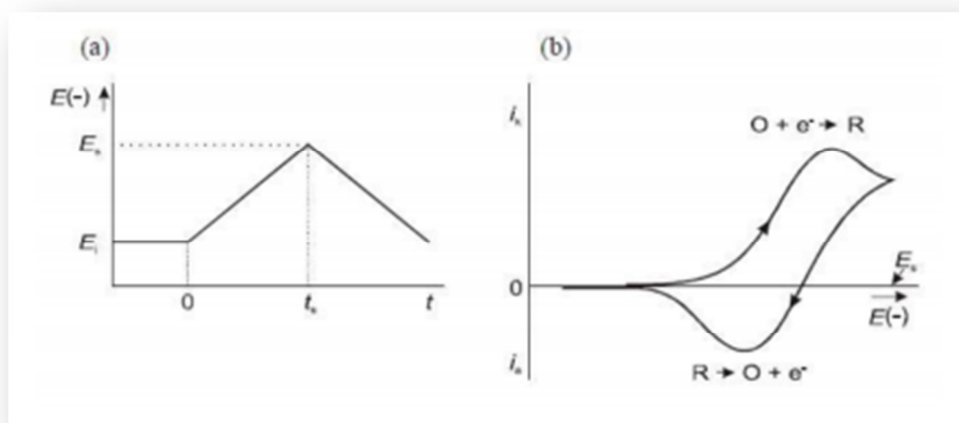 (a)
E(-)
Eₛ
Eᵢ
0
tₛ
t
(b)
iₖ
O + e⁻ → R
0
Eₛ
E(-)
iₐ
R → O + e⁻